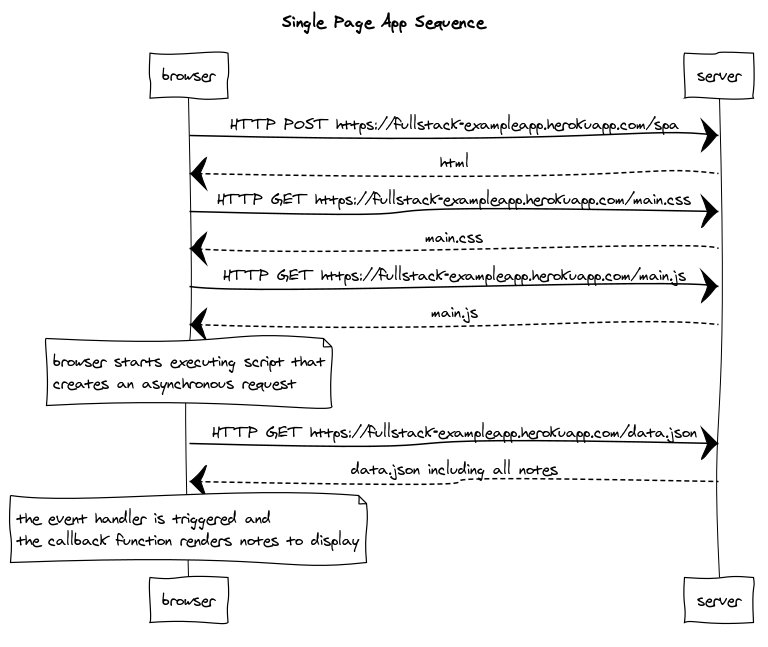 Single Page App Sequence
browser
server
HTTP POST https://fullstack-exampleapp.herokuapp.com/spa
html
HTTP GET https://fullstack-exampleapp.herokuapp.com/main.css
main.css
HTTP GET https://fullstack-exampleapp.herokuapp.com/main.js
main.js
browser starts executing script that
creates an asynchronous request
HTTP GET https://fullstack-exampleapp.herokuapp.com/data.json
data.json including all notes
the event handler is triggered and
the callback function renders notes to display
browser
server